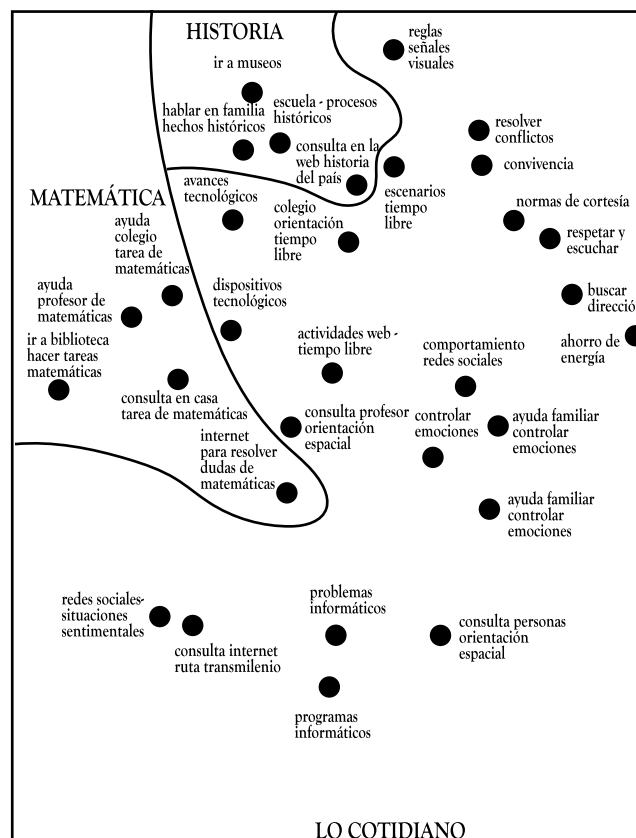 HISTORIA
ir a museos
hablar en familia
hechos históricos
escuela - procesos
históricos
consulta en la
web historia
del país
reglas
señales
visuales
resolver
conflictos
convivencia
escenarios
tiempo
libre
normas de cortesía
respetar y
escuchar
buscar
direcció
ahorro de
energía
MATEMÁTICA
avances
tecnológicos
colegio
orientación
tiempo
libre
ayuda
colegio
tarea de
matemáticas
ayuda
profesor de
matemáticas
ir a biblioteca
hacer tareas
matemáticas
dispositivos
tecnológicos
consulta en casa
tarea de matemáticas
actividades web -
tiempo libre
comportamiento
redes sociales
consulta profesor
orientación
espacial
controlar
emociones
ayuda familiar
controlar
emociones
internet
para resolver
dudas de
matemáticas
ayuda familiar
controlar
emociones
redes sociales-
situaciones
sentimentales
consulta internet
ruta transmilenio
problemas
informáticos
programas
informáticos
consulta personas
orientación
espacial
LO COTIDIANO